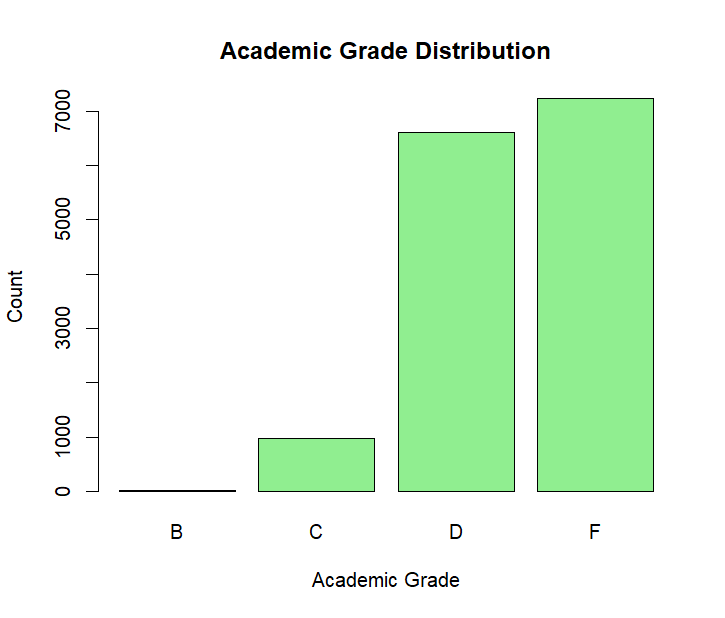 Academic Grade Distribution
Count
7000
5000
3000
1000
0
B C D F
Academic Grade